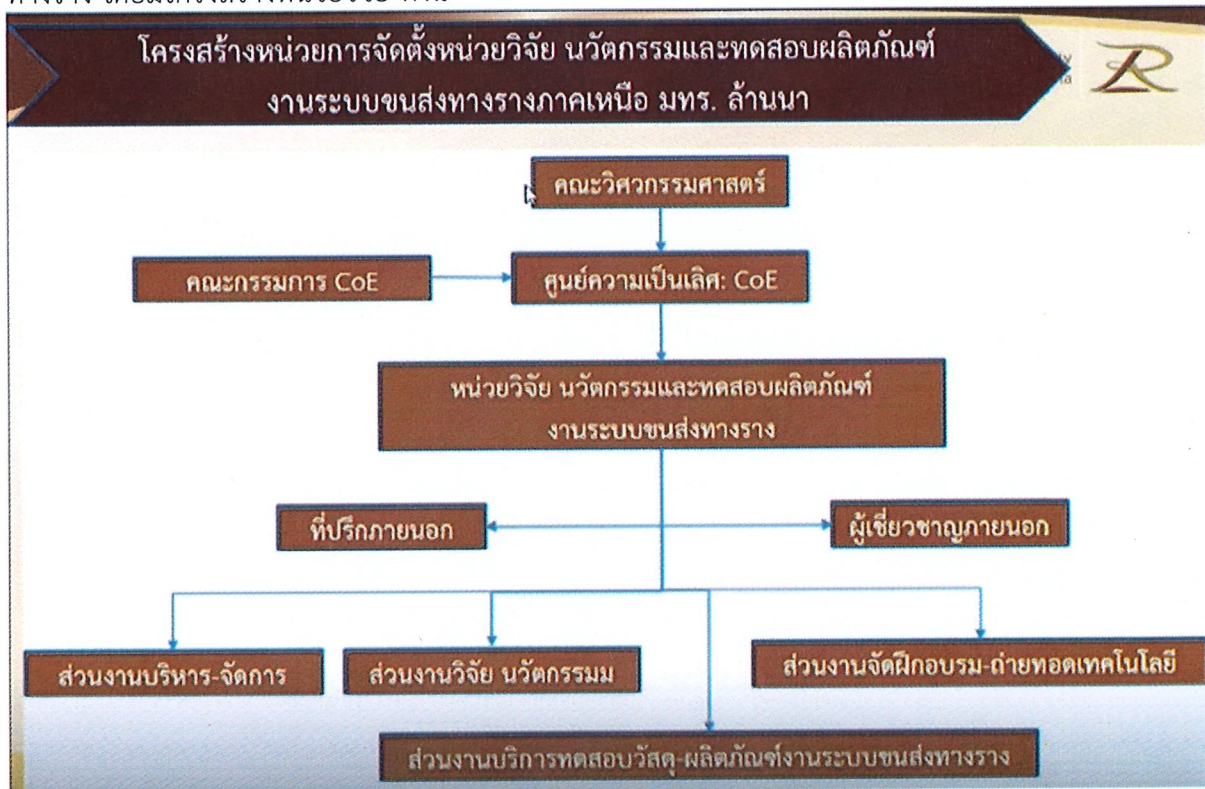 โครงสร้างหน่วยการจัดตั้งหน่วยวิจัย นวัตกรรมและทดสอบผลิตภัณฑ์
งานระบบขนส่งทางรางภาคเหนือ มทร. ล้านนา
คณะวิศวกรรมศาสตร์
คณะกรรมการ CoE
ศูนย์ความเป็นเลิศ: CoE
หน่วยวิจัย นวัตกรรมและทดสอบผลิตภัณฑ์
งานระบบขนส่งทางราง
ที่ปรึกภายนอก
ผู้เชี่ยวชาญภายนอก
ส่วนงานบริหาร-จัดการ
ส่วนงานวิจัย นวัตกรรมม
ส่วนงานจัดฝึกอบรม-ถ่ายทอดเทคโนโลยี
ส่วนงานบริการทดสอบวัสดุ-ผลิตภัณฑ์งานระบบขนส่งทางราง